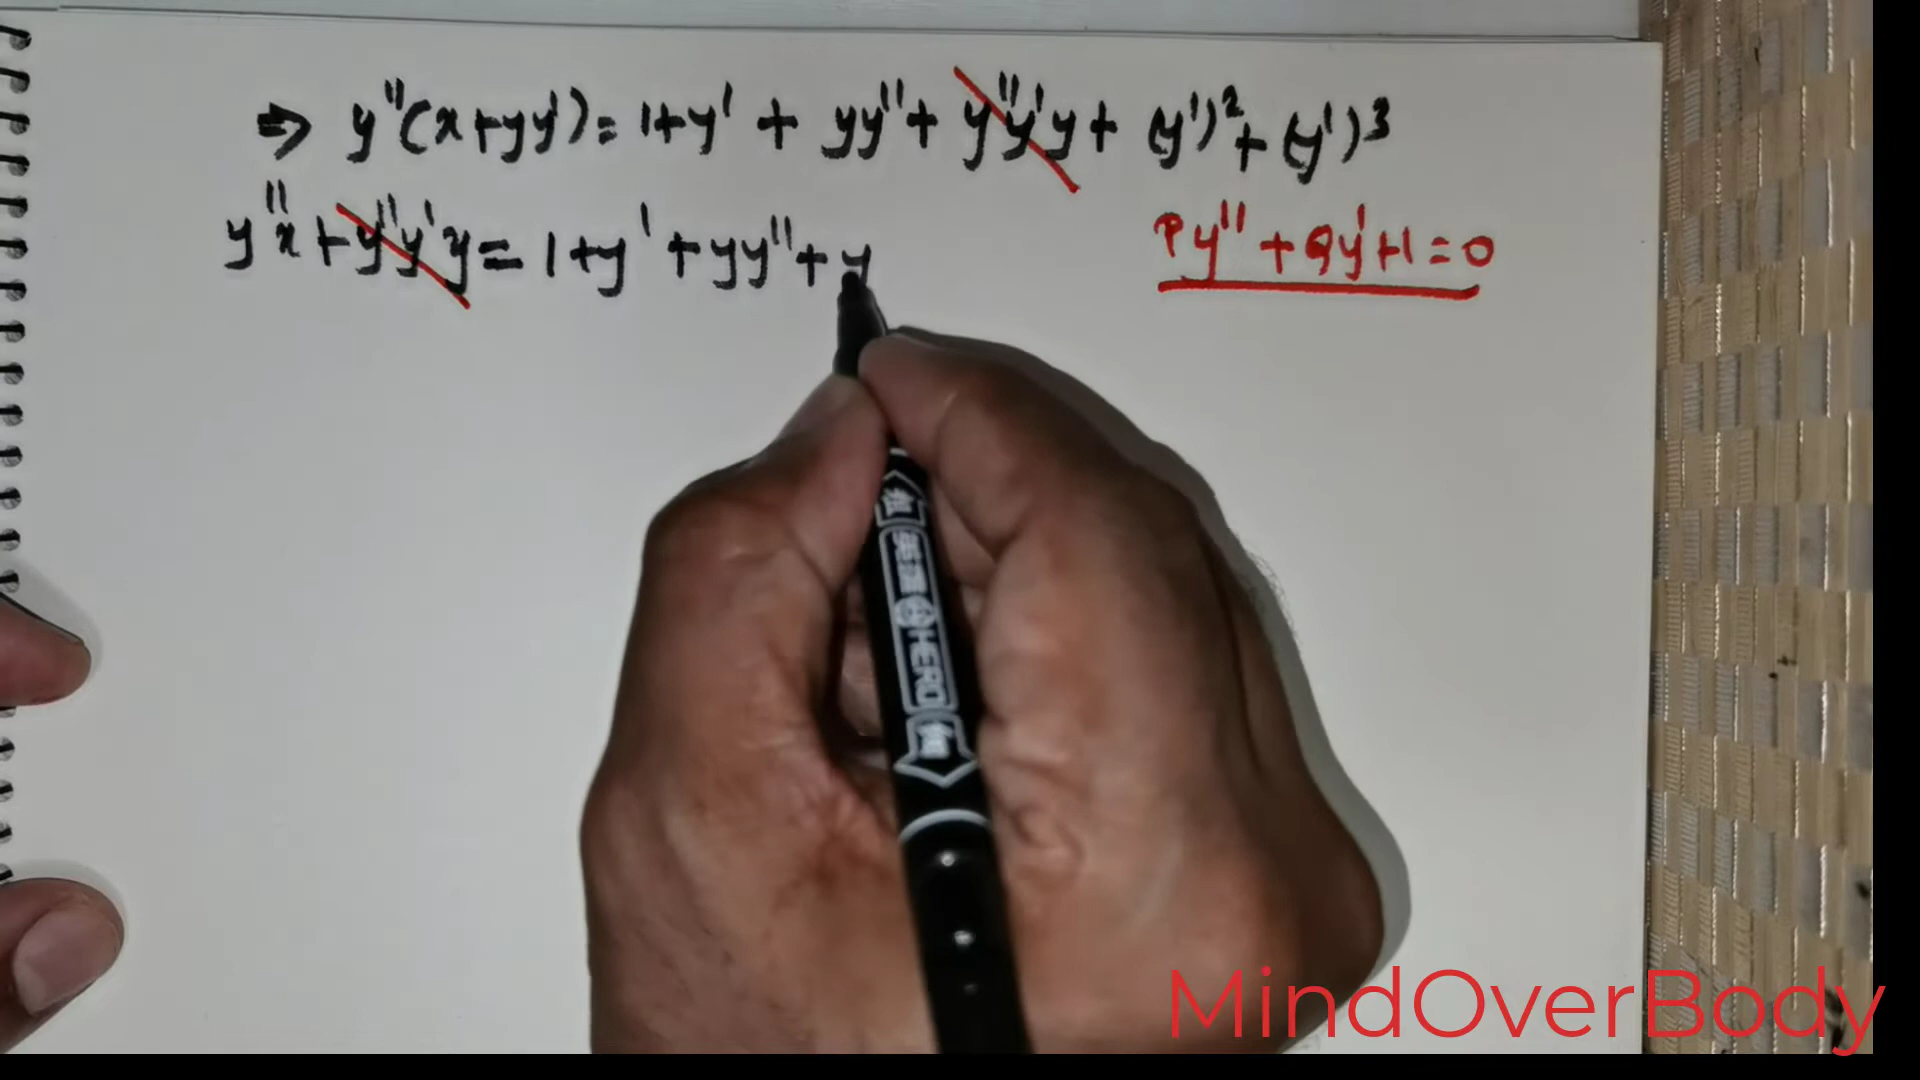 ⇒ y''(x+yy')= 1+y' + yy''+ y''y'y+ (y')²+ (y')³
y''x +y''y'y= 1+y' +yy''+y
Py'' +Qy'+1=0
HERO
MindOverBody